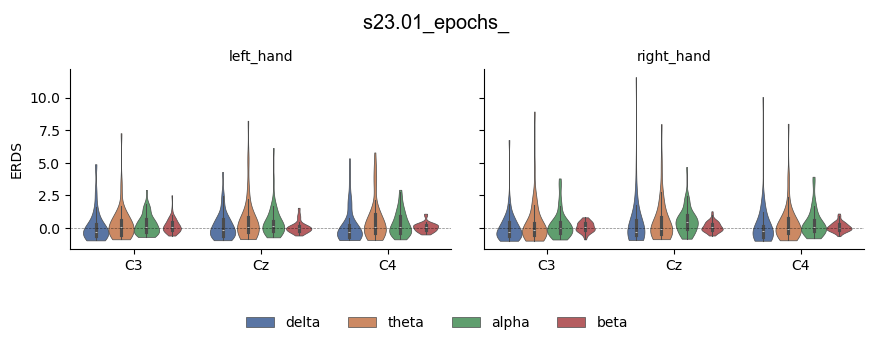 s23.01_epochs_
left_hand
right_hand
ERDS
10.0
7.5
5.0
2.5
0.0
C3 Cz C4 C3 Cz C4
delta theta alpha beta